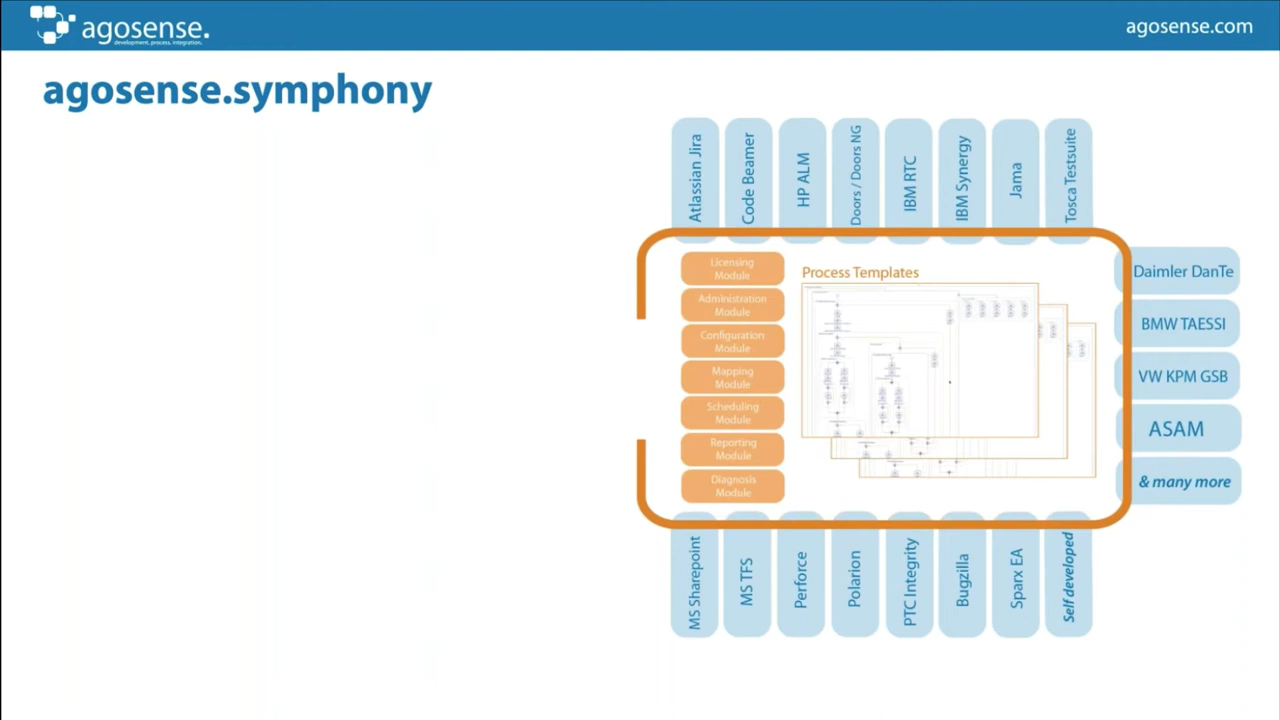 agosense.
development. process. integration.
agosense.com
agosense.symphony
Atlassian Jira
Code Beamer
HP ALM
Doors / Doors NG
IBM RTC
IBM Synergy
Jama
Tosca Testsuite
Licensing
Module
Administration
Module
Configuration
Module
Mapping
Module
Scheduling
Module
Reporting
Module
Diagnosis
Module
Process Templates
Daimler DanTe
BMW TAESSI
VW KPM GSB
ASAM
& many more
MS Sharepoint
MS TFS
Perforce
Polarion
PTC Integrity
Bugzilla
Sparx EA
Self developed